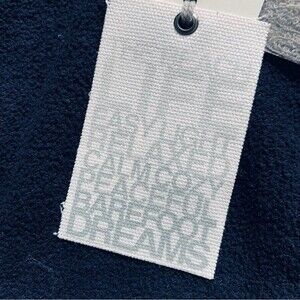 EASY LIGHT
RELAXED
CALM COZY
PEACEFUL
BAREFOOT
DREAMS